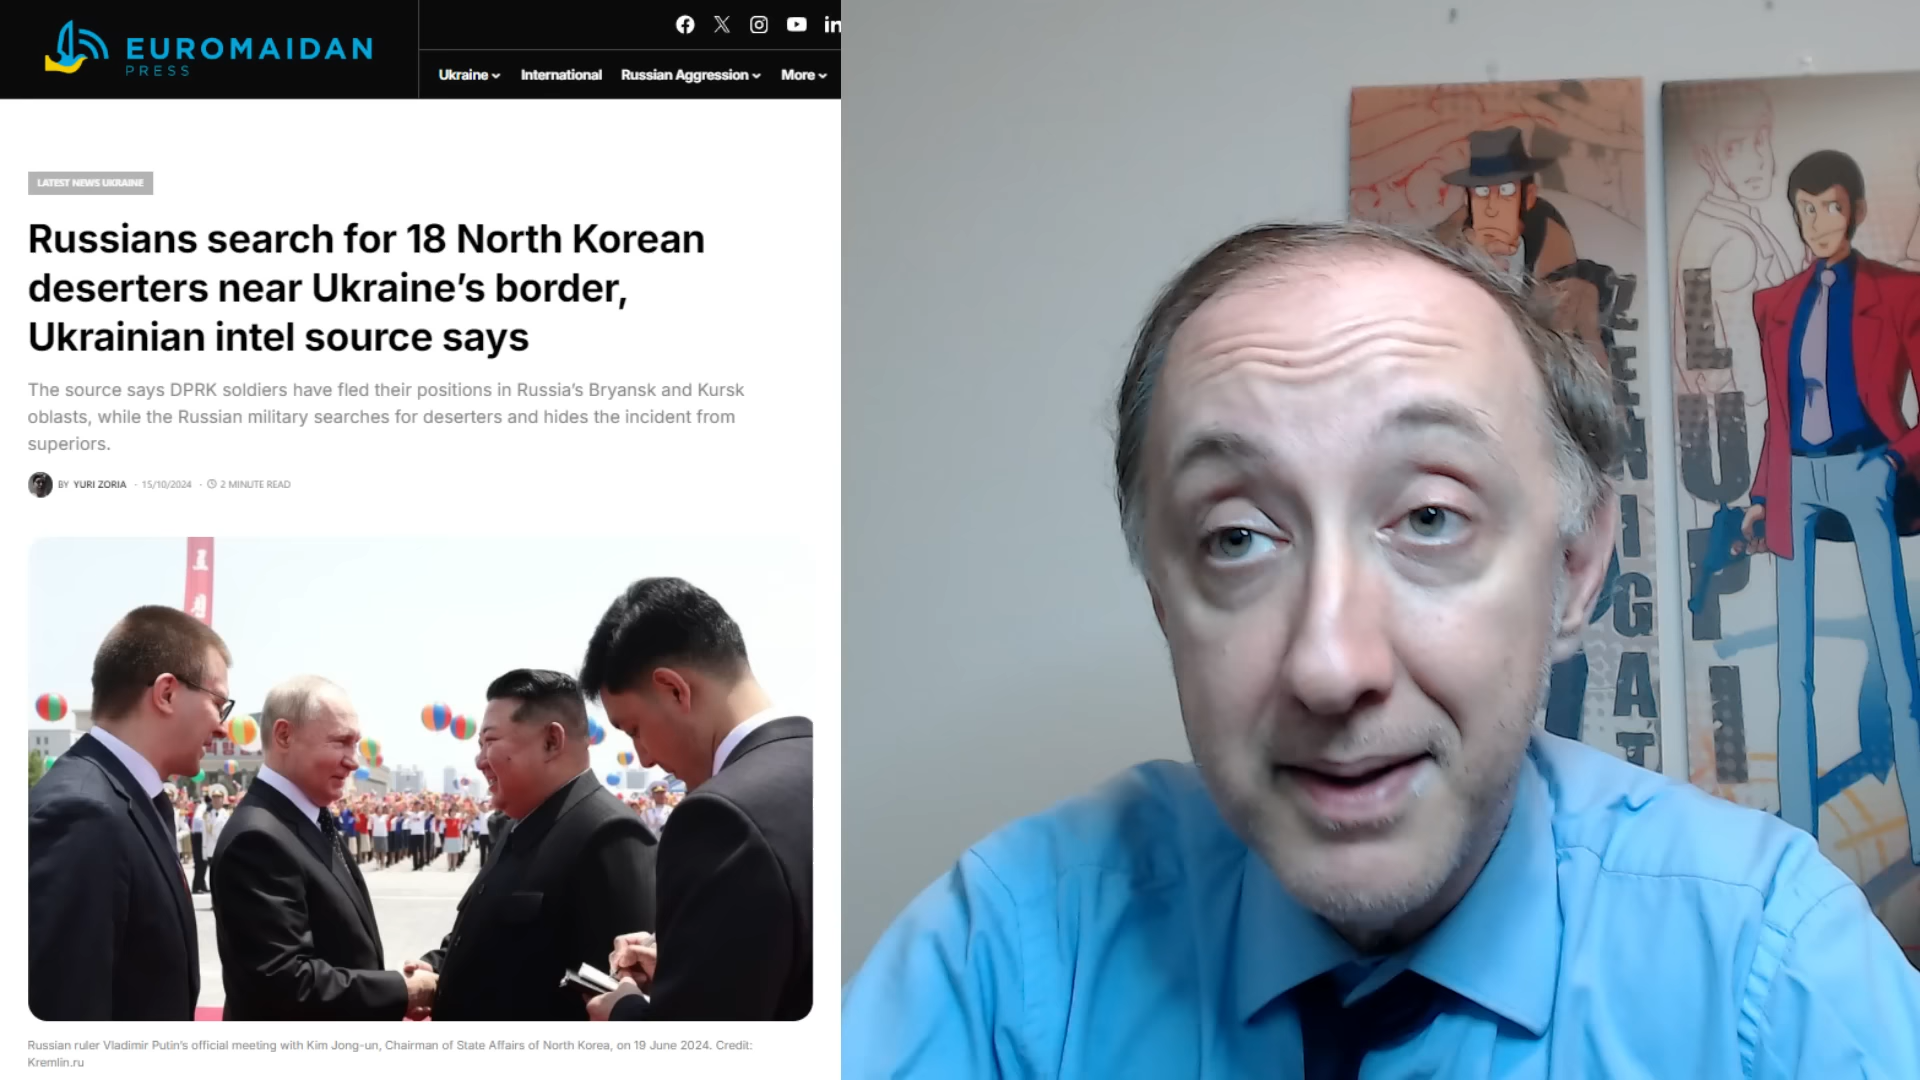 EUROMAIDAN
PRESS
Ukraine International Russian Aggression More
LATEST NEWS UKRAINE
Russians search for 18 North Korean
deserters near Ukraine’s border,
Ukrainian intel source says
The source says DPRK soldiers have fled their positions in Russia’s Bryansk and Kursk
oblasts, while the Russian military searches for deserters and hides the incident from
superiors.
BY YURI ZORIA · 15/10/2024 · 2 MINUTE READ
Russian ruler Vladimir Putin’s official meeting with Kim Jong-un, Chairman of State Affairs of North Korea, on 19 June 2024. Credit:
Kremlin.ru
ZENIGAT
LUPI